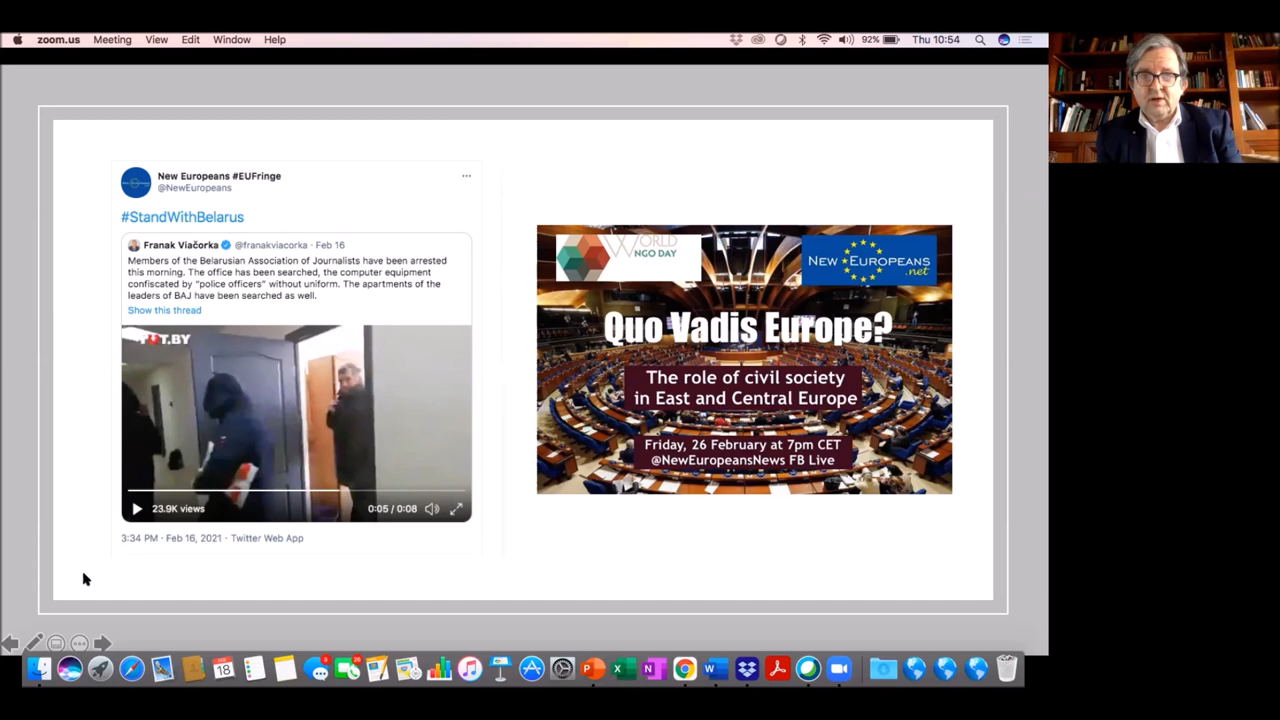 zoom.us Meeting View Edit Window Help 92% Thu 10:54
New Europeans #EUFringe
@NewEuropeans
#StandWithBelarus
Franak Viačorka @franakviacorka · Feb 16
Members of the Belarusian Association of Journalists have been arrested
this morning. The office has been searched, the computer equipment
confiscated by "police officers" without uniform. The apartments of the
leaders of BAJ have been searched as well.
Show this thread
TUT.BY
23.9K views 0:05 / 0:08
3:34 PM · Feb 16, 2021 · Twitter Web App
WORLD
NGO DAY
NEW EUROPEANS
.net
Quo Vadis Europe?
The role of civil society
in East and Central Europe
Friday, 26 February at 7pm CET
@NewEuropeansNews FB Live
18